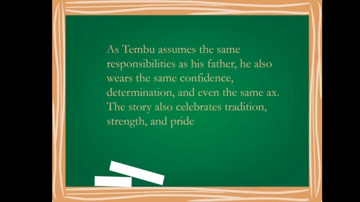 As Tembu assumes the same
responsibilities as his father, he also
wears the same confidence,
determination, and even the same ax.
The story also celebrates tradition,
strength, and pride